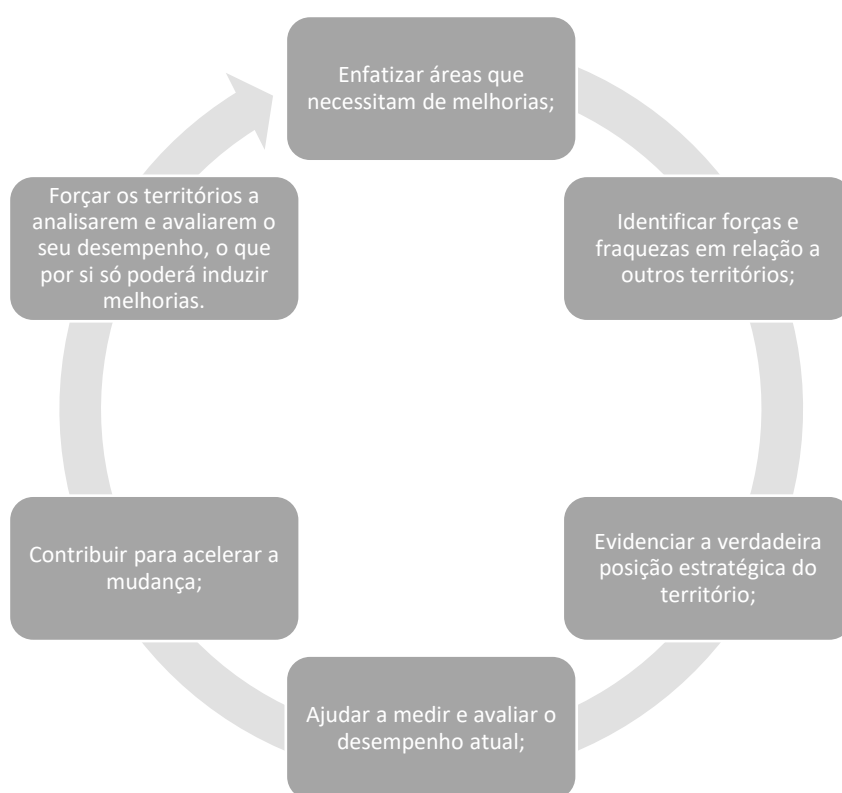 Enfatizar áreas que
necessitam de melhorias;
Identificar forças e
fraquezas em relação a
outros territórios;
Evidenciar a verdadeira
posição estratégica do
território;
Ajudar a medir e avaliar o
desempenho atual;
Contribuir para acelerar a
mudança;
Forçar os territórios a
analisarem e avaliarem o
seu desempenho, o que
por si só poderá induzir
melhorias.